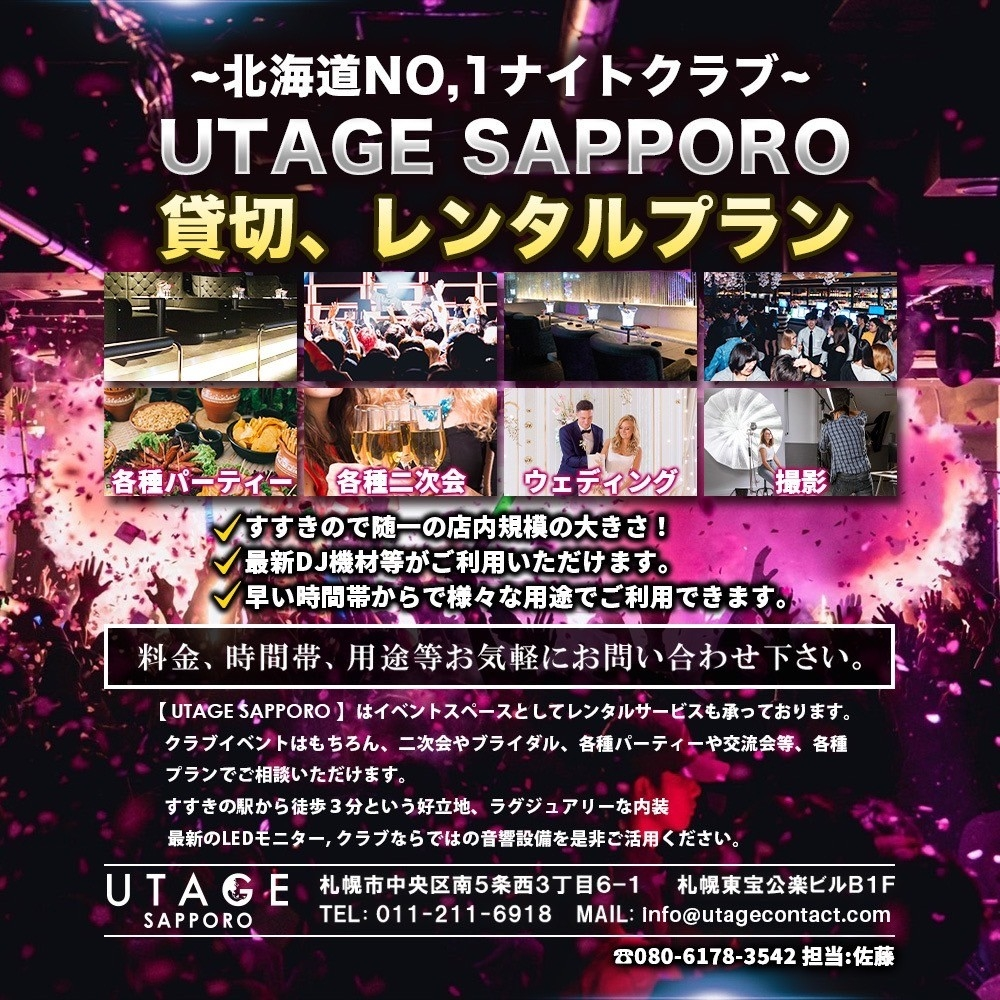 ~北海道NO,1ナイトクラブ~
UTAGE SAPPORO
貸切、レンタルプラン
各種パーティー 各種二次会 ウェディング 撮影
✓すすきので随一の店内規模の大きさ！
✓最新DJ機材等がご利用いただけます。
✓早い時間帯からで様々な用途でご利用できます。
料金、時間帯、用途等お気軽にお問い合わせ下さい。
【 UTAGE SAPPORO 】はイベントスペースとしてレンタルサービスも承っております。
クラブイベントはもちろん、二次会やブライダル、各種パーティーや交流会等、各種
プランでご相談いただけます。
すすきの駅から徒歩３分という好立地、ラグジュアリーな内装
最新のLEDモニター, クラブならではの音響設備を是非ご活用ください。
UTAGE
SAPPORO
札幌市中央区南5条西3丁目6-1 札幌東宝公楽ビルB1F
TEL: 011-211-6918 MAIL: info@utagecontact.com
☎080-6178-3542 担当:佐藤